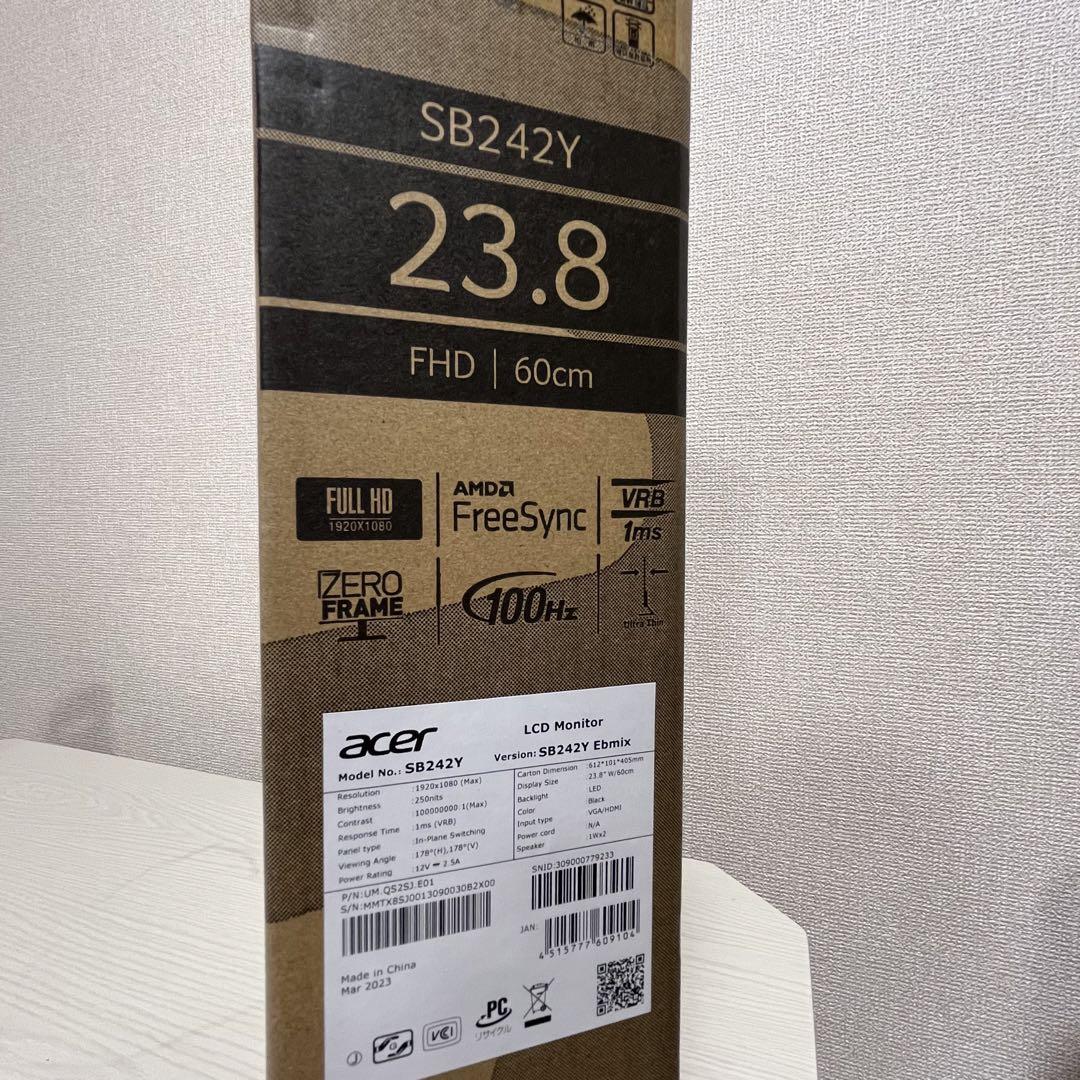 SB242Y
23.8
FHD | 60cm
FULL HD
1920X1080
AMD
FreeSync
VRB
1ms
ZERO
FRAME
100Hz
Ultra Thin
acer
LCD Monitor
Model No.: SB242Y
Version: SB242Y Ebmix
Resolution :1920x1080 (Max)
Brightness :250nits
Contrast :100000000:1(Max)
Response Time :1ms (VRB)
Panel type :In-Plane Switching
Viewing Angle :178°(H),178°(V)
Power Rating :12V⎓2.5A
Carton Dimension :612*101*405mm
Display Size :23.8" W/60cm
Backlight :LED
Color :Black
Input type :VGA/HDMI
Power cord :N/A
Speaker :1Wx2
P/N:UM.QS2SJ.E01
S/N:MMTX8SJ0013090030B2X00
SNID:309000779233
JAN:
4 515777 609104
Made in China
Mar 2023
J
G
VCCI
PC
リサイクル